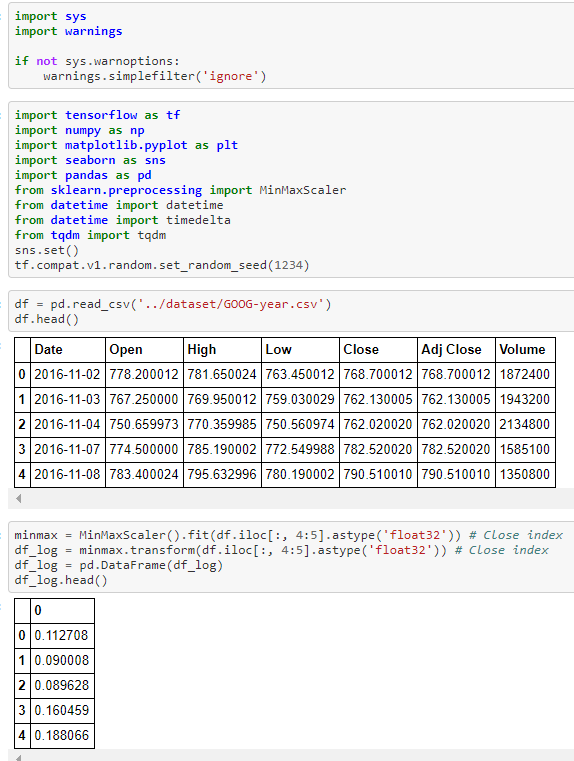 import sys
import warnings
if not sys.warnoptions:
    warnings.simplefilter('ignore')
import tensorflow as tf
import numpy as np
import matplotlib.pyplot as plt
import seaborn as sns
import pandas as pd
from sklearn.preprocessing import MinMaxScaler
from datetime import datetime
from datetime import timedelta
from tqdm import tqdm
sns.set()
tf.compat.v1.random.set_random_seed(1234)
df = pd.read_csv('../dataset/GOOG-year.csv')
df.head()
Date Open High Low Close Adj Close Volume
0 2016-11-02 778.200012 781.650024 763.450012 768.700012 768.700012 1872400
1 2016-11-03 767.250000 769.950012 759.030029 762.130005 762.130005 1943200
2 2016-11-04 750.659973 770.359985 750.560974 762.020020 762.020020 2134800
3 2016-11-07 774.500000 785.190002 772.549988 782.520020 782.520020 1585100
4 2016-11-08 783.400024 795.632996 780.190002 790.510010 790.510010 1350800
minmax = MinMaxScaler().fit(df.iloc[:, 4:5].astype('float32')) # Close index
df_log = minmax.transform(df.iloc[:, 4:5].astype('float32')) # Close index
df_log = pd.DataFrame(df_log)
df_log.head()
0
0 0.112708
1 0.090008
2 0.089628
3 0.160459
4 0.188066